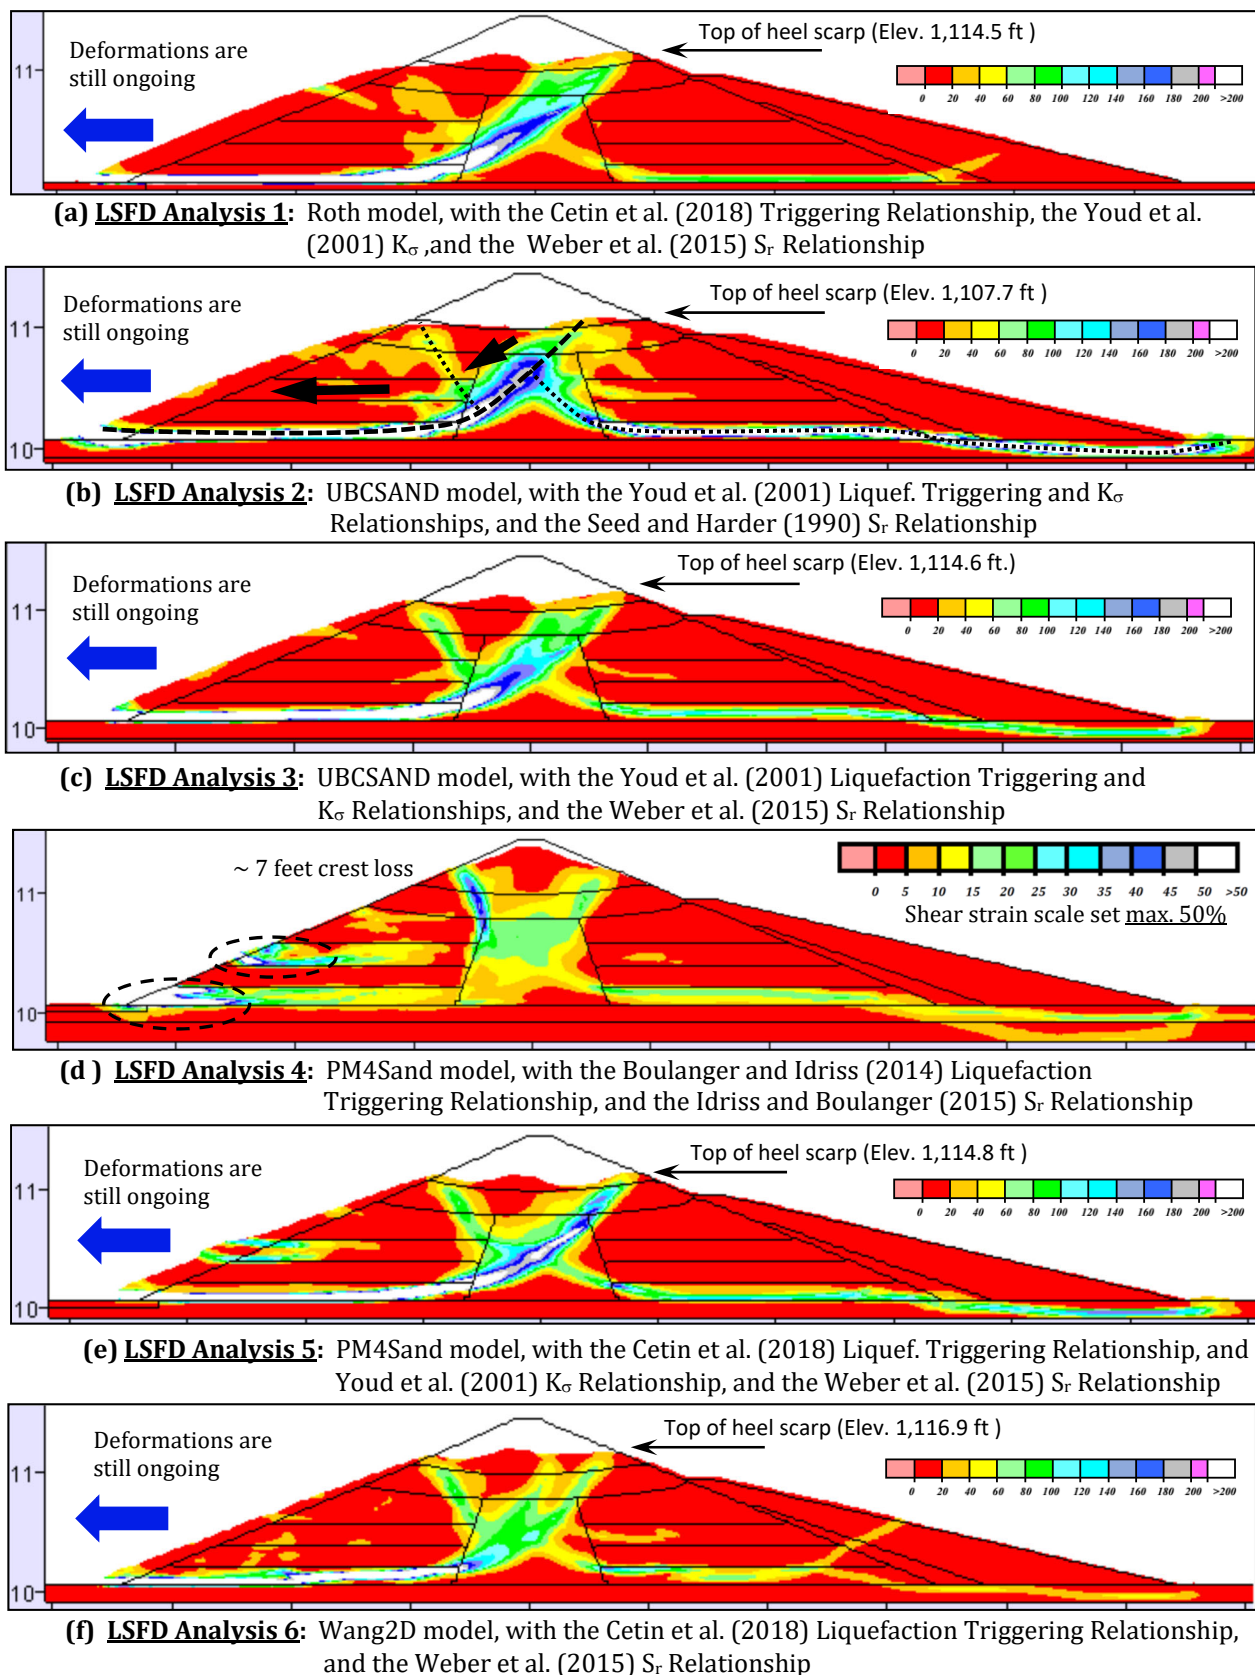 Deformations are
still ongoing
Top of heel scarp (Elev. 1,114.5 ft )
11
0 20 40 60 80 100 120 140 160 180 200 >200
(a) LSFD Analysis 1: Roth model, with the Cetin et al. (2018) Triggering Relationship, the Youd et al.
(2001) Kσ ,and the Weber et al. (2015) Sr Relationship
Deformations are
still ongoing
Top of heel scarp (Elev. 1,107.7 ft )
11
0 20 40 60 80 100 120 140 160 180 200 >200
10
(b) LSFD Analysis 2: UBCSAND model, with the Youd et al. (2001) Liquef. Triggering and Kσ
Relationships, and the Seed and Harder (1990) Sr Relationship
Deformations are
still ongoing
Top of heel scarp (Elev. 1,114.6 ft.)
11
0 20 40 60 80 100 120 140 160 180 200 >200
10
(c) LSFD Analysis 3: UBCSAND model, with the Youd et al. (2001) Liquefaction Triggering and
Kσ Relationships, and the Weber et al. (2015) Sr Relationship
~ 7 feet crest loss
11
0 5 10 15 20 25 30 35 40 45 50 >50
Shear strain scale set max. 50%
10
(d ) LSFD Analysis 4: PM4Sand model, with the Boulanger and Idriss (2014) Liquefaction
Triggering Relationship, and the Idriss and Boulanger (2015) Sr Relationship
Deformations are
still ongoing
Top of heel scarp (Elev. 1,114.8 ft )
11
0 20 40 60 80 100 120 140 160 180 200 >200
10
(e) LSFD Analysis 5: PM4Sand model, with the Cetin et al. (2018) Liquef. Triggering Relationship, and
Youd et al. (2001) Kσ Relationship, and the Weber et al. (2015) Sr Relationship
Deformations are
still ongoing
Top of heel scarp (Elev. 1,116.9 ft )
11
0 20 40 60 80 100 120 140 160 180 200 >200
10
(f) LSFD Analysis 6: Wang2D model, with the Cetin et al. (2018) Liquefaction Triggering Relationship,
and the Weber et al. (2015) Sr Relationship